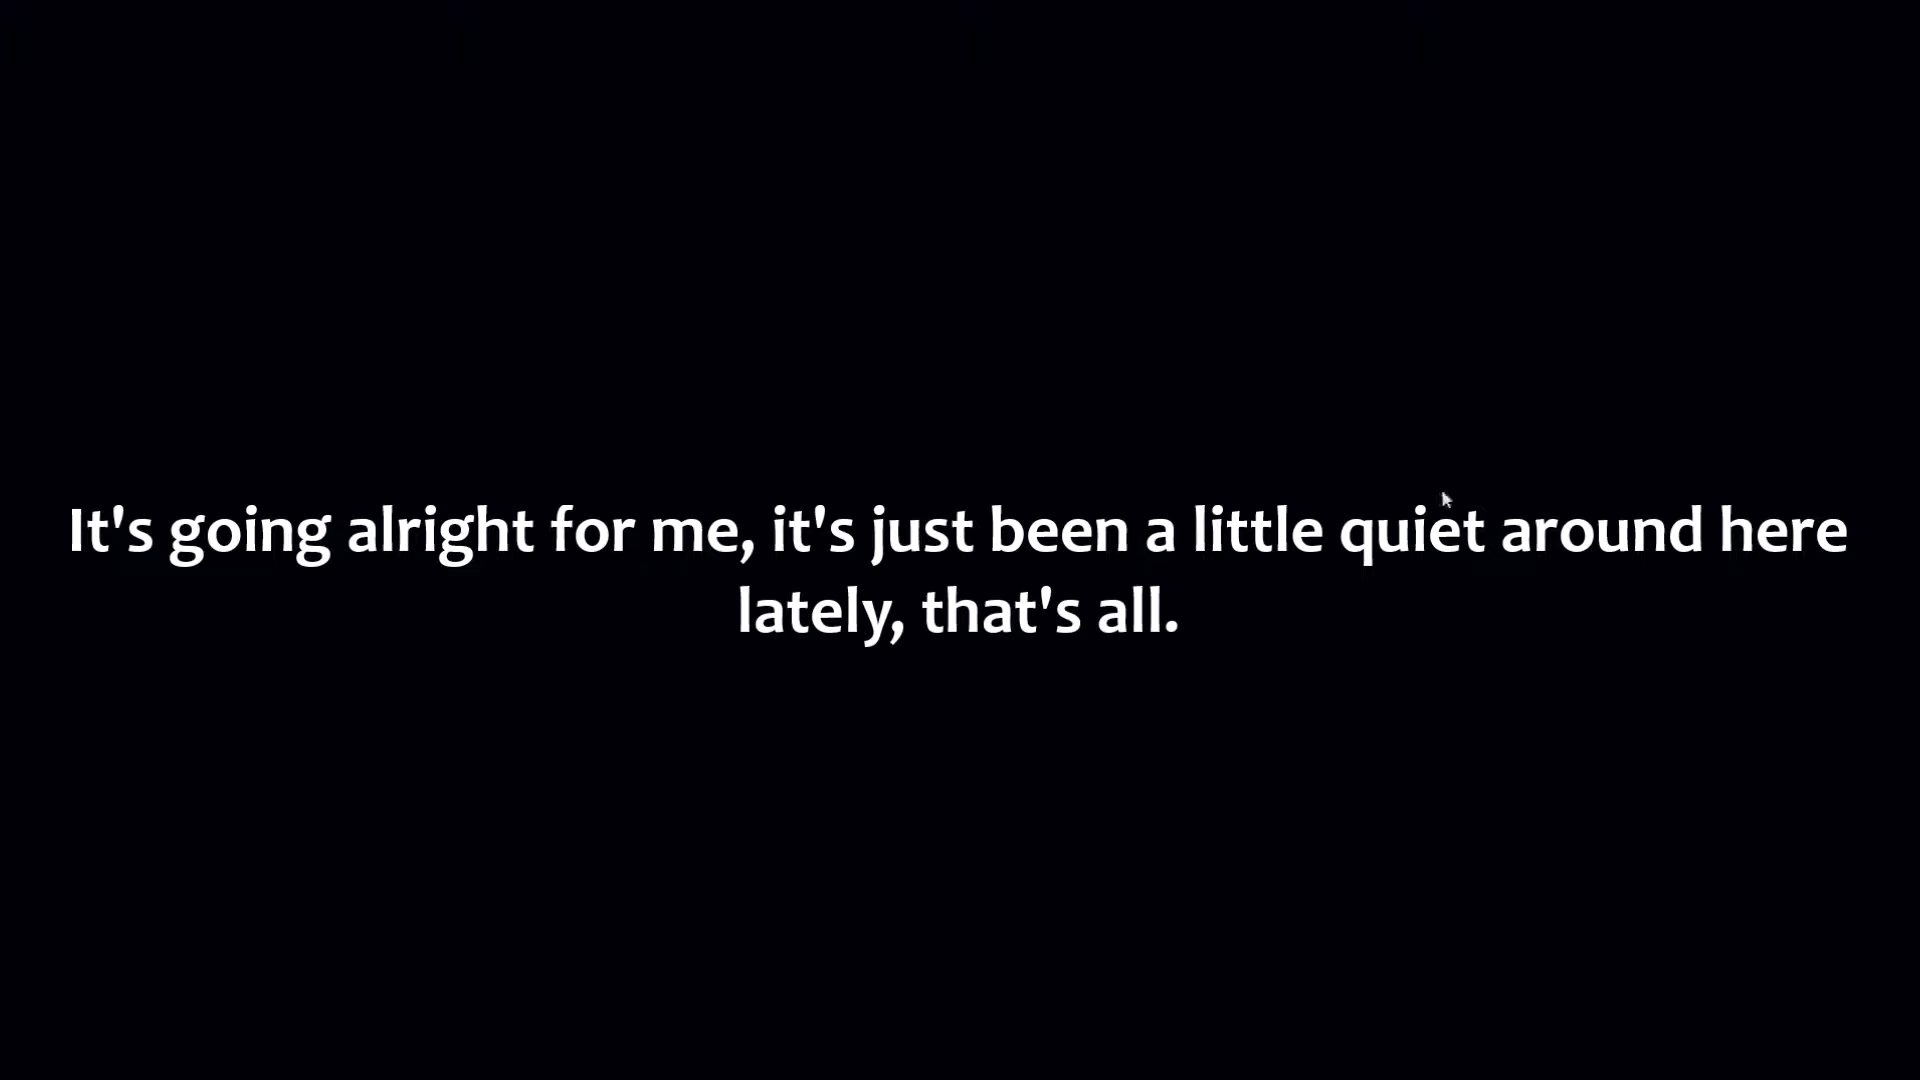 It's going alright for me, it's just been a little quiet around here
lately, that's all.